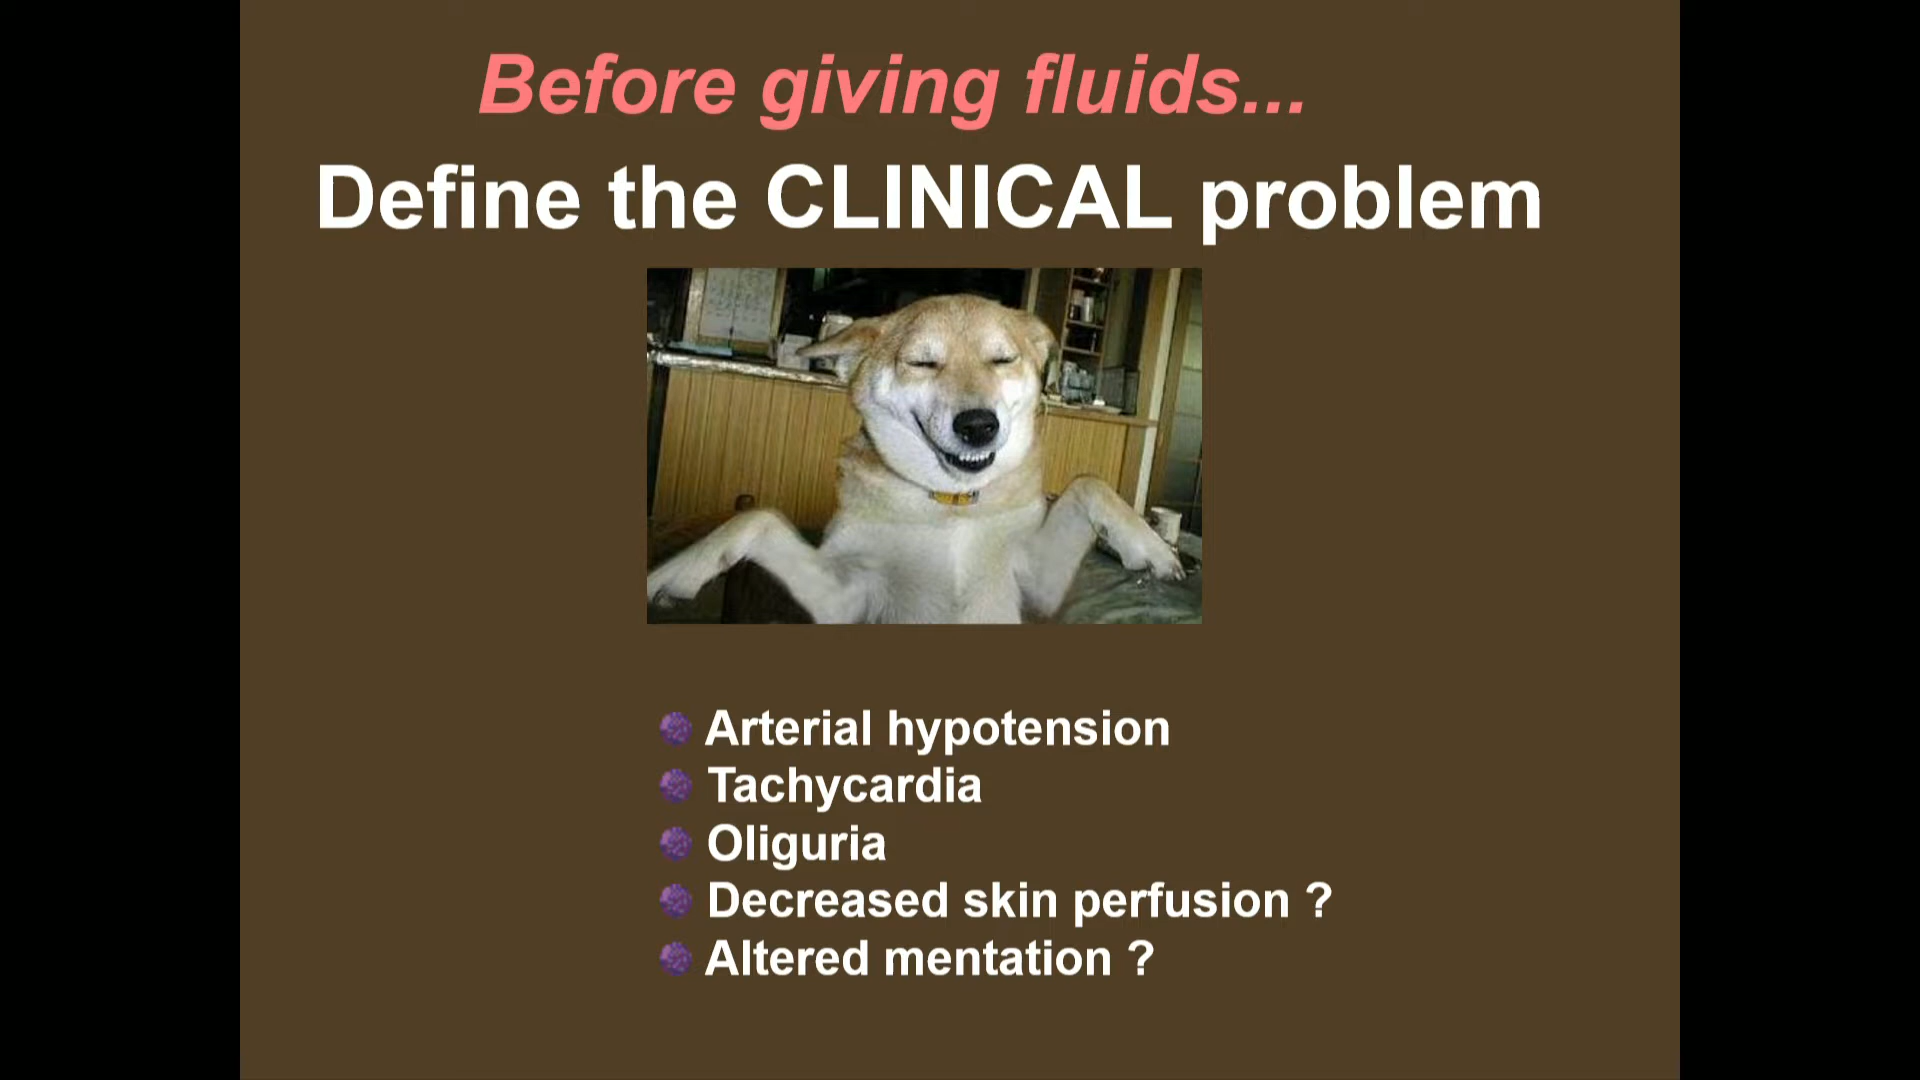 Before giving fluids...
Define the CLINICAL problem
Arterial hypotension
Tachycardia
Oliguria
Decreased skin perfusion ?
Altered mentation ?